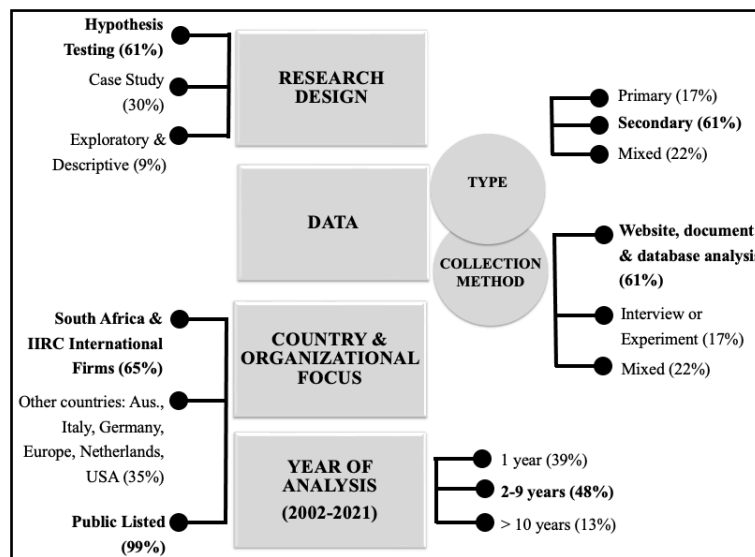 Hypothesis
Testing (61%)
Case Study
(30%)
Exploratory &
Descriptive (9%)
RESEARCH
DESIGN
DATA
TYPE
COLLECTION
METHOD
Primary (17%)
Secondary (61%)
Mixed (22%)
Website, document
& database analysis
(61%)
Interview or
Experiment (17%)
Mixed (22%)
South Africa &
IIRC International
Firms (65%)
Other countries: Aus.,
Italy, Germany,
Europe, Netherlands,
USA (35%)
Public Listed
(99%)
COUNTRY &
ORGANIZATIONAL
FOCUS
YEAR OF
ANALYSIS
(2002-2021)
1 year (39%)
2-9 years (48%)
> 10 years (13%)